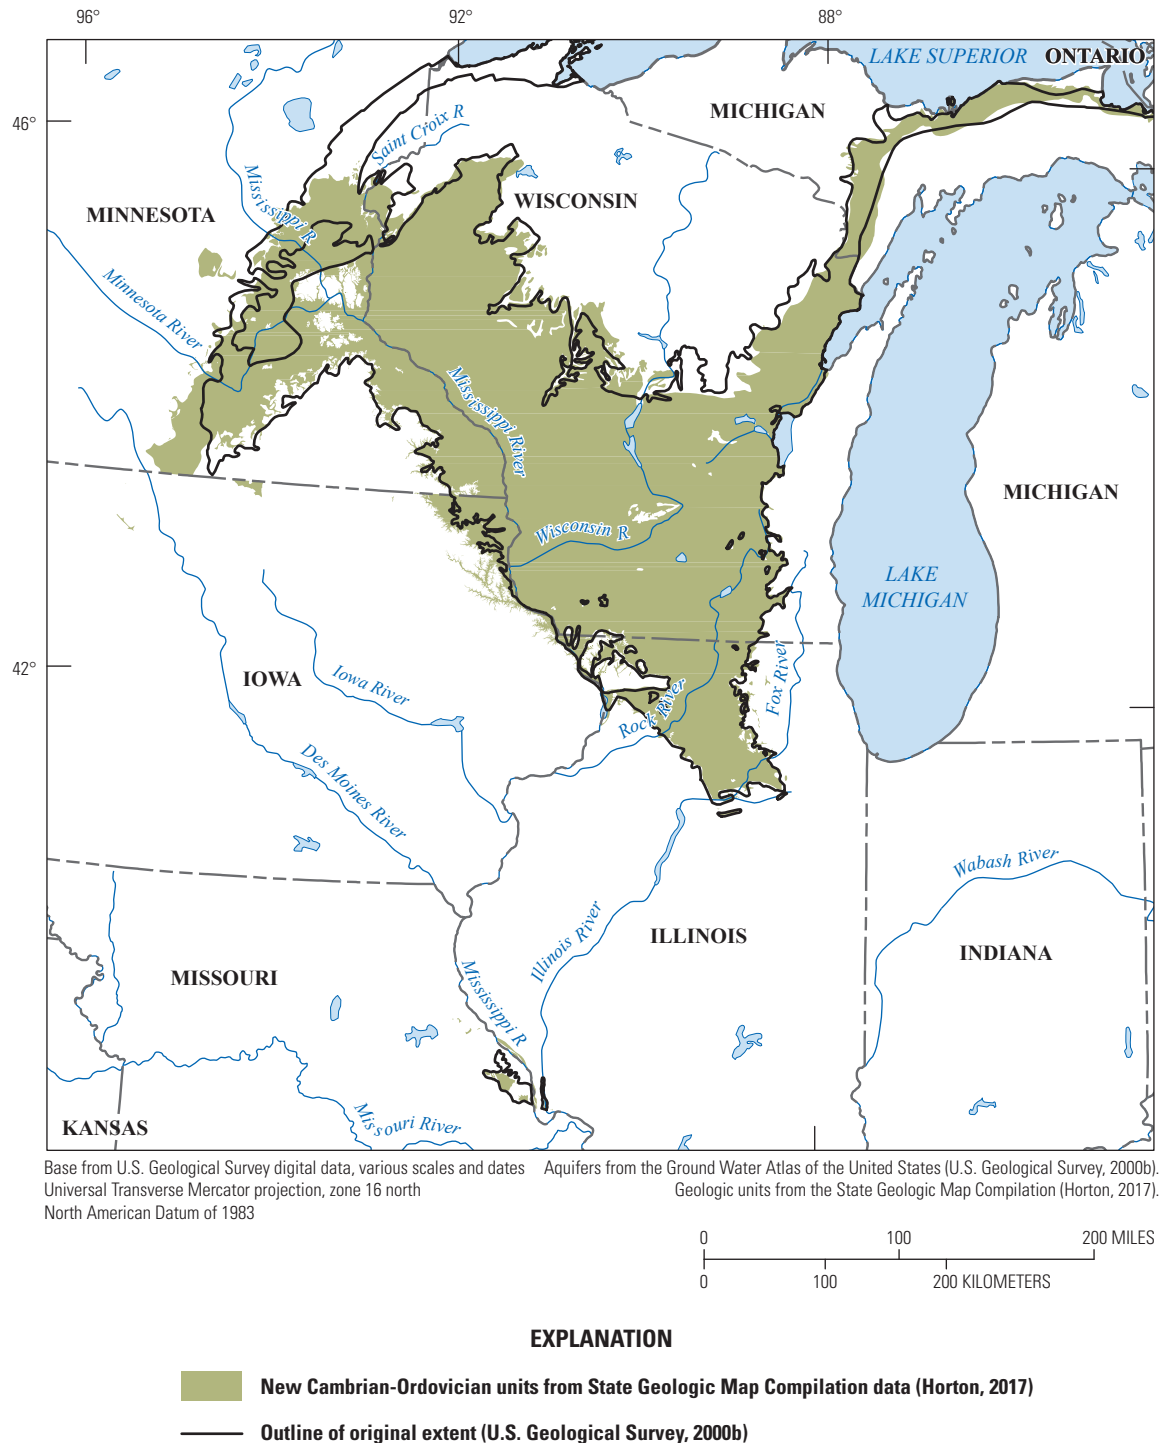 96°
92°
88°
LAKE SUPERIOR
ONTARIO
46°
MICHIGAN
Saint Croix R
Mississippi R
WISCONSIN
MINNESOTA
Minnesota River
Mississippi River
MICHIGAN
Wisconsin R
LAKE
MICHIGAN
42°
IOWA
Iowa River
Fox River
Rock River
Des Moines River
Wabash River
Illinois River
ILLINOIS
INDIANA
MISSOURI
Mississippi R
Missouri River
KANSAS
Base from U.S. Geological Survey digital data, various scales and dates
Universal Transverse Mercator projection, zone 16 north
North American Datum of 1983
Aquifers from the Ground Water Atlas of the United States (U.S. Geological Survey, 2000b).
Geologic units from the State Geologic Map Compilation (Horton, 2017).
0 100 200 MILES
0 100 200 KILOMETERS
EXPLANATION
New Cambrian-Ordovician units from State Geologic Map Compilation data (Horton, 2017)
Outline of original extent (U.S. Geological Survey, 2000b)